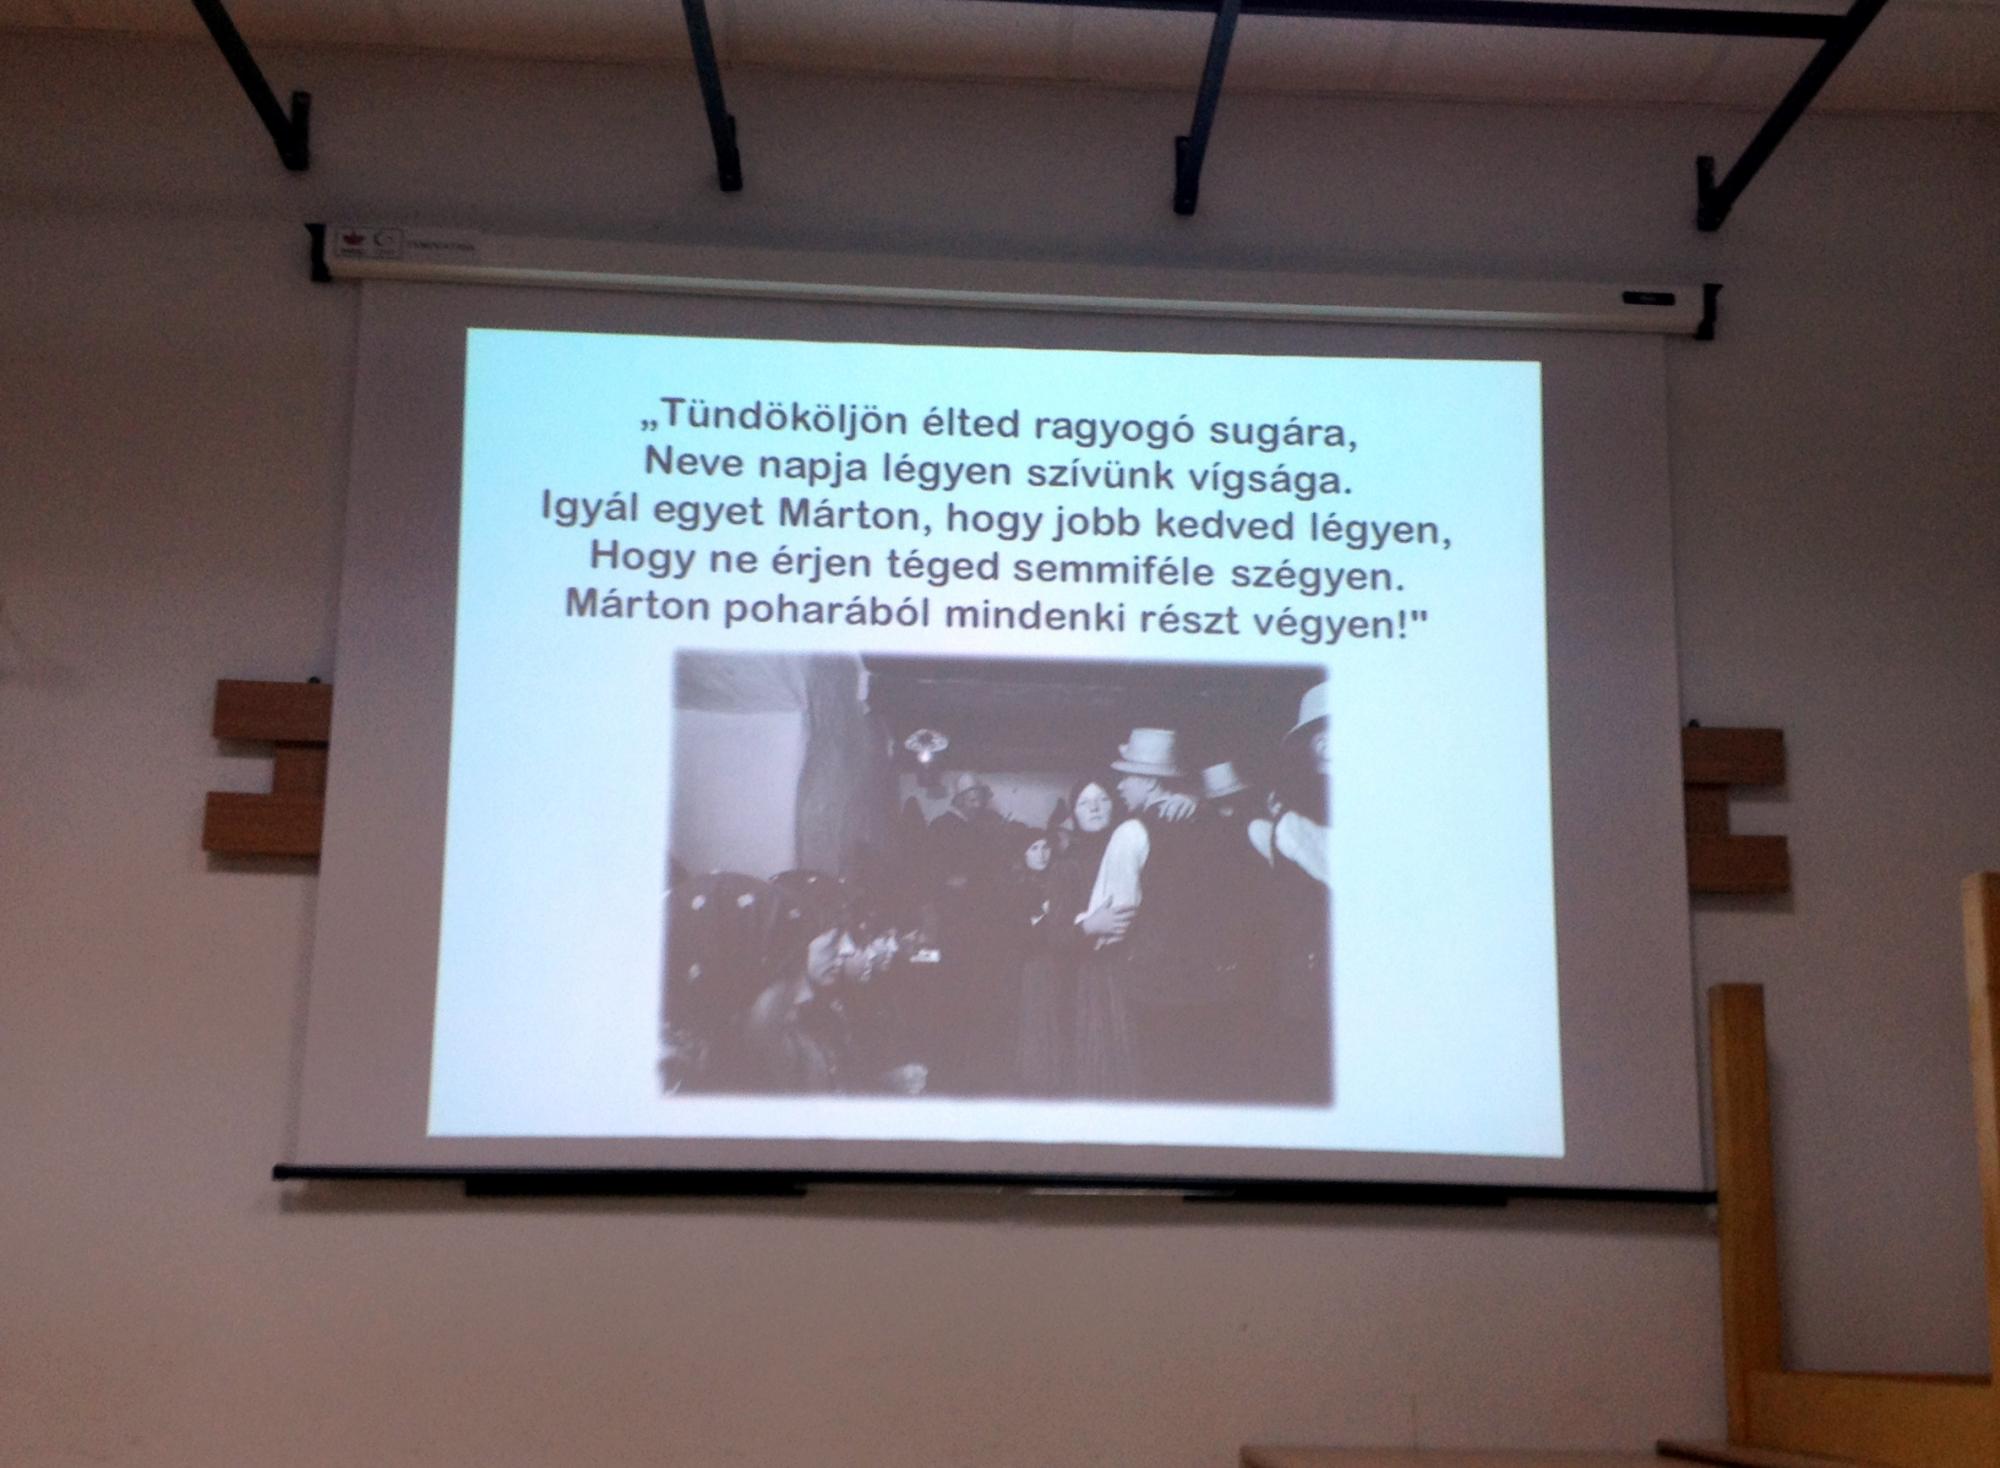 „Tündököljön élted ragyogó sugára,
Neve napja légyen szívünk vígsága.
Igyál egyet Márton, hogy jobb kedved légyen,
Hogy ne érjen téged semmiféle szégyen.
Márton poharából mindenki részt végyen!"